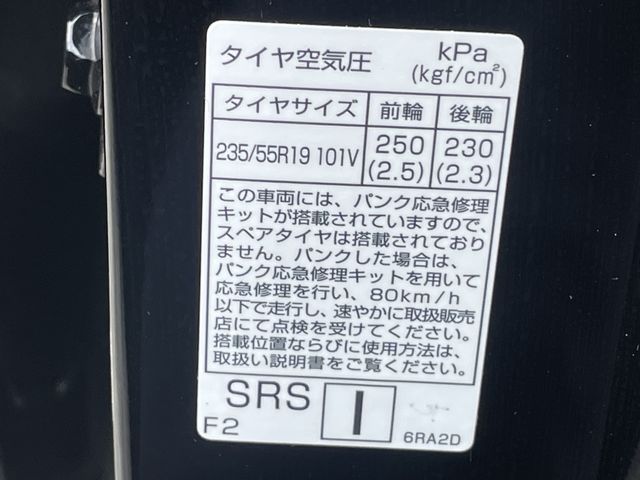 タイヤ空気圧 kPa
(kgf/cm²)
タイヤサイズ 前輪 後輪
235/55R19 101V 250 230
(2.5) (2.3)
この車両には、パンク応急修理
キットが搭載されていますので、
スペアタイヤは搭載されており
ません。パンクした場合は、
パンク応急修理キットを用いて
応急修理を行い、80km/h
以下で走行し、速やかに取扱販売
店にて点検を受けてください。
搭載位置ならびに使用方法は、
取扱い説明書をご覧ください。
SRS I
F2 6RA2D